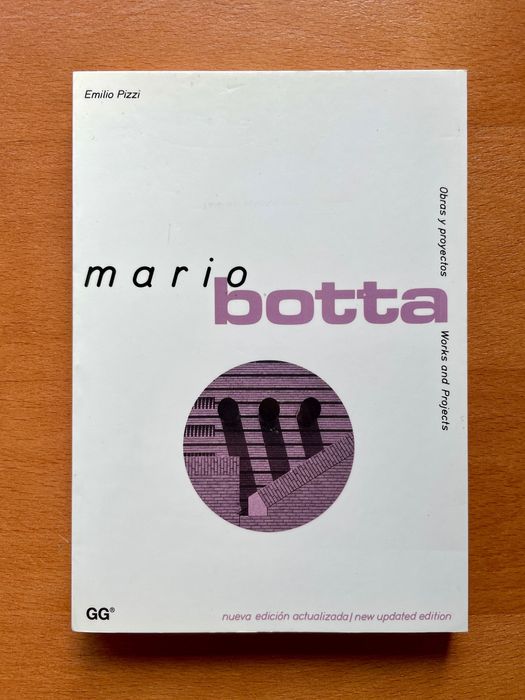 Emilio Pizzi
mario
botta
Obras y proyectos
Works and Projects
GG®
nueva edición actualizada/ new updated edition